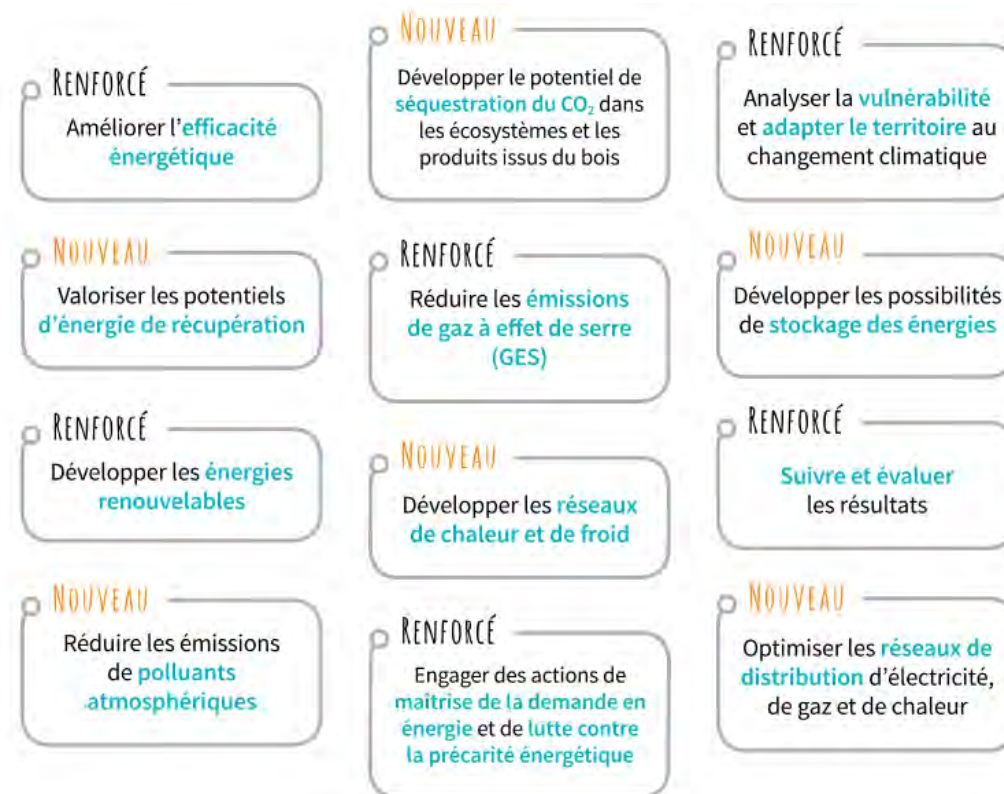 RENFORCÉ
Améliorer l'efficacité
énergétique
NOUVEAU
Valoriser les potentiels
d'énergie de récupération
RENFORCÉ
Développer les énergies
renouvelables
NOUVEAU
Réduire les émissions
de polluants
atmosphériques
NOUVEAU
Développer le potentiel de
séquestration du CO₂ dans
les écosystèmes et les
produits issus du bois
RENFORCÉ
Réduire les émissions
de gaz à effet de serre
(GES)
NOUVEAU
Développer les réseaux
de chaleur et de froid
RENFORCÉ
Engager des actions de
maîtrise de la demande en
énergie et de lutte contre
la précarité énergétique
RENFORCÉ
Analyser la vulnérabilité
et adapter le territoire au
changement climatique
NOUVEAU
Développer les possibilités
de stockage des énergies
RENFORCÉ
Suivre et évaluer
les résultats
NOUVEAU
Optimiser les réseaux de
distribution d'électricité,
de gaz et de chaleur